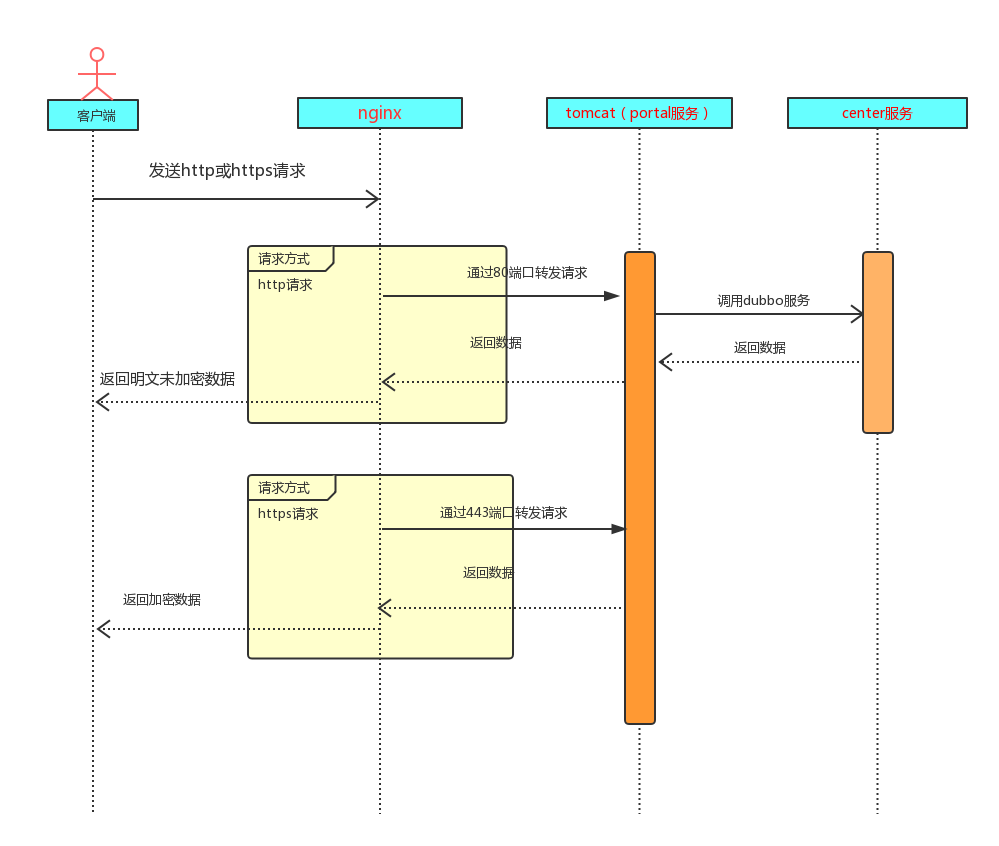 客户端
nginx
tomcat（portal服务）
center服务
发送http或https请求
请求方式
http请求
通过80端口转发请求
调用dubbo服务
返回数据
返回数据
返回明文未加密数据
请求方式
https请求
通过443端口转发请求
返回数据
返回加密数据